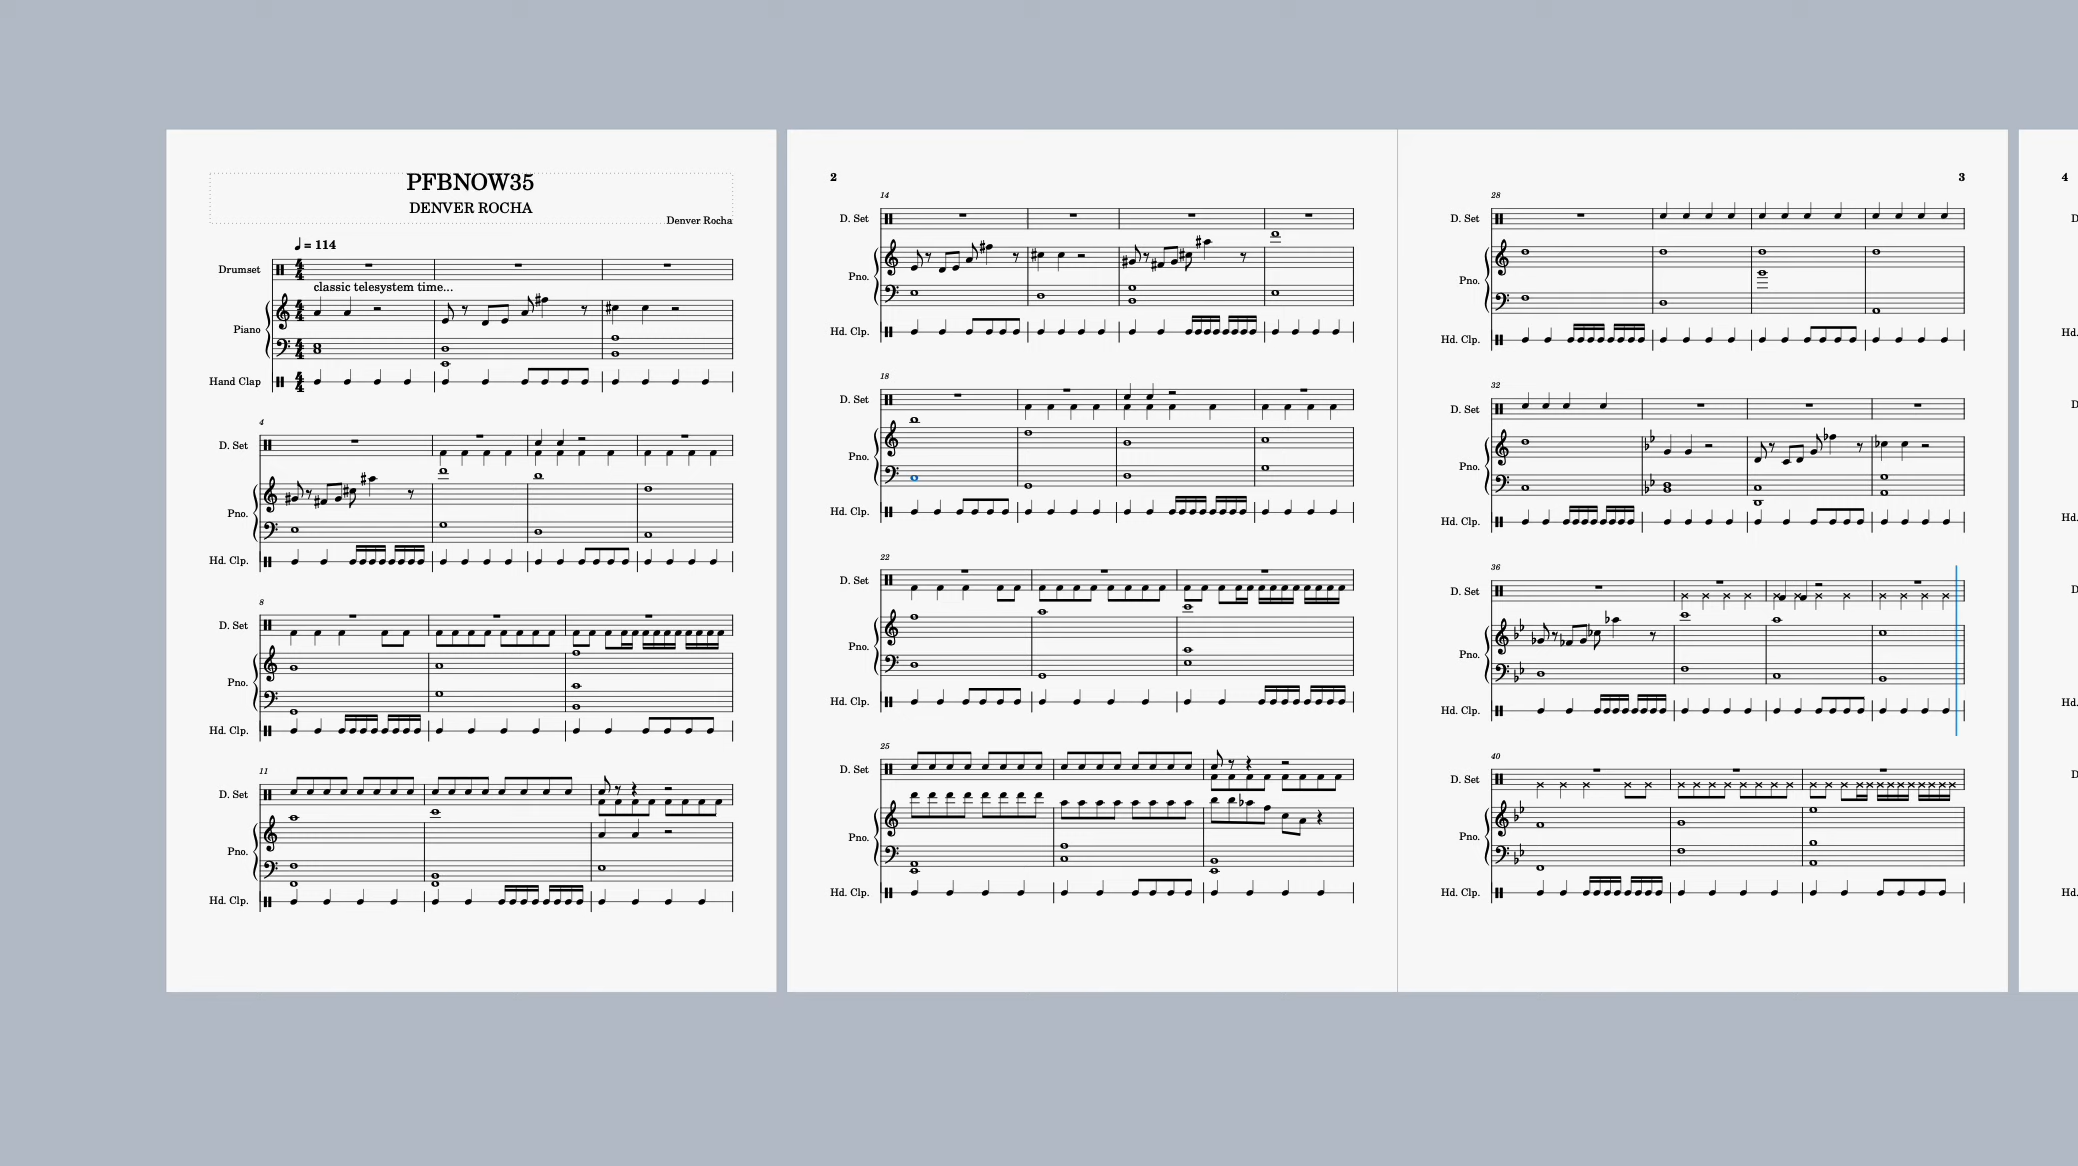 PFBNOW35
DENVER ROCHA
Denver Rocha
= 114
Drumset
classic telesystem time...
Piano
Hand Clap
4
D. Set
Pno.
Hd. Clp.
8
D. Set
Pno.
Hd. Clp.
11
D. Set
Pno.
Hd. Clp.
2
14
D. Set
Pno.
Hd. Clp.
18
D. Set
Pno.
Hd. Clp.
22
D. Set
Pno.
Hd. Clp.
25
D. Set
Pno.
Hd. Clp.
3
28
D. Set
Pno.
Hd. Clp.
32
D. Set
Pno.
Hd. Clp.
36
D. Set
Pno.
Hd. Clp.
40
D. Set
Pno.
Hd. Clp.
4